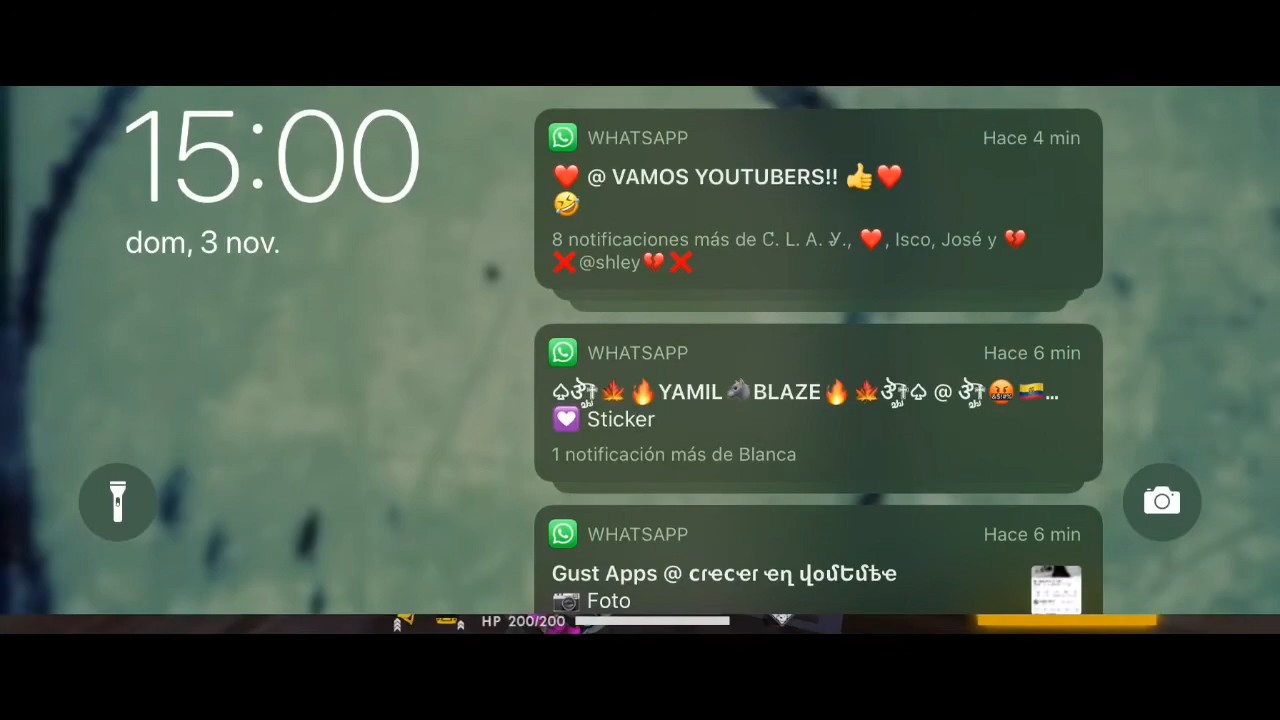 15:00
dom, 3 nov.
WHATSAPP Hace 4 min
❤️ @ VAMOS YOUTUBERS!! 👍❤️
🤣
8 notificaciones más de C. L. A. Y., ❤️, Isco, José y 💔
❌@shley💔❌
WHATSAPP Hace 6 min
YAMIL🐴BLAZE🔥🍁 @ 🤬🇪🇨...
💟 Sticker
1 notificación más de Blanca
WHATSAPP Hace 6 min
Gust Apps @ crecer en
📷 Foto
HP 200/200